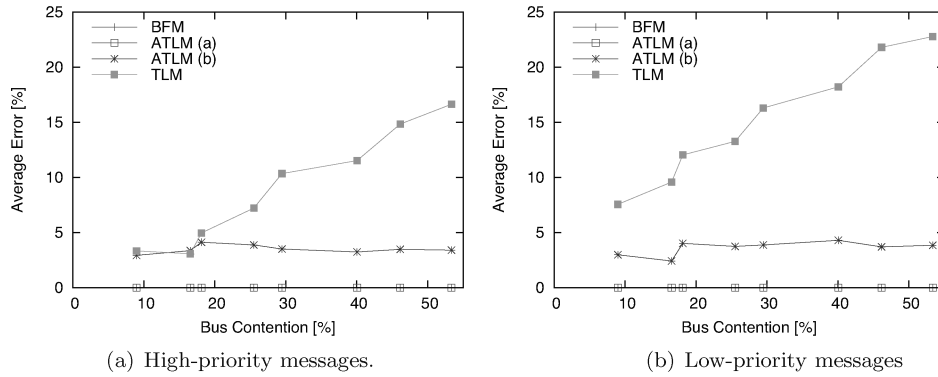 25
20
15
10
5
0
Average Error [%]
BFM
ATLM (a)
ATLM (b)
TLM
0 10 20 30 40 50
Bus Contention [%]
(a) High-priority messages.
25
20
15
10
5
0
Average Error [%]
BFM
ATLM (a)
ATLM (b)
TLM
0 10 20 30 40 50
Bus Contention [%]
(b) Low-priority messages